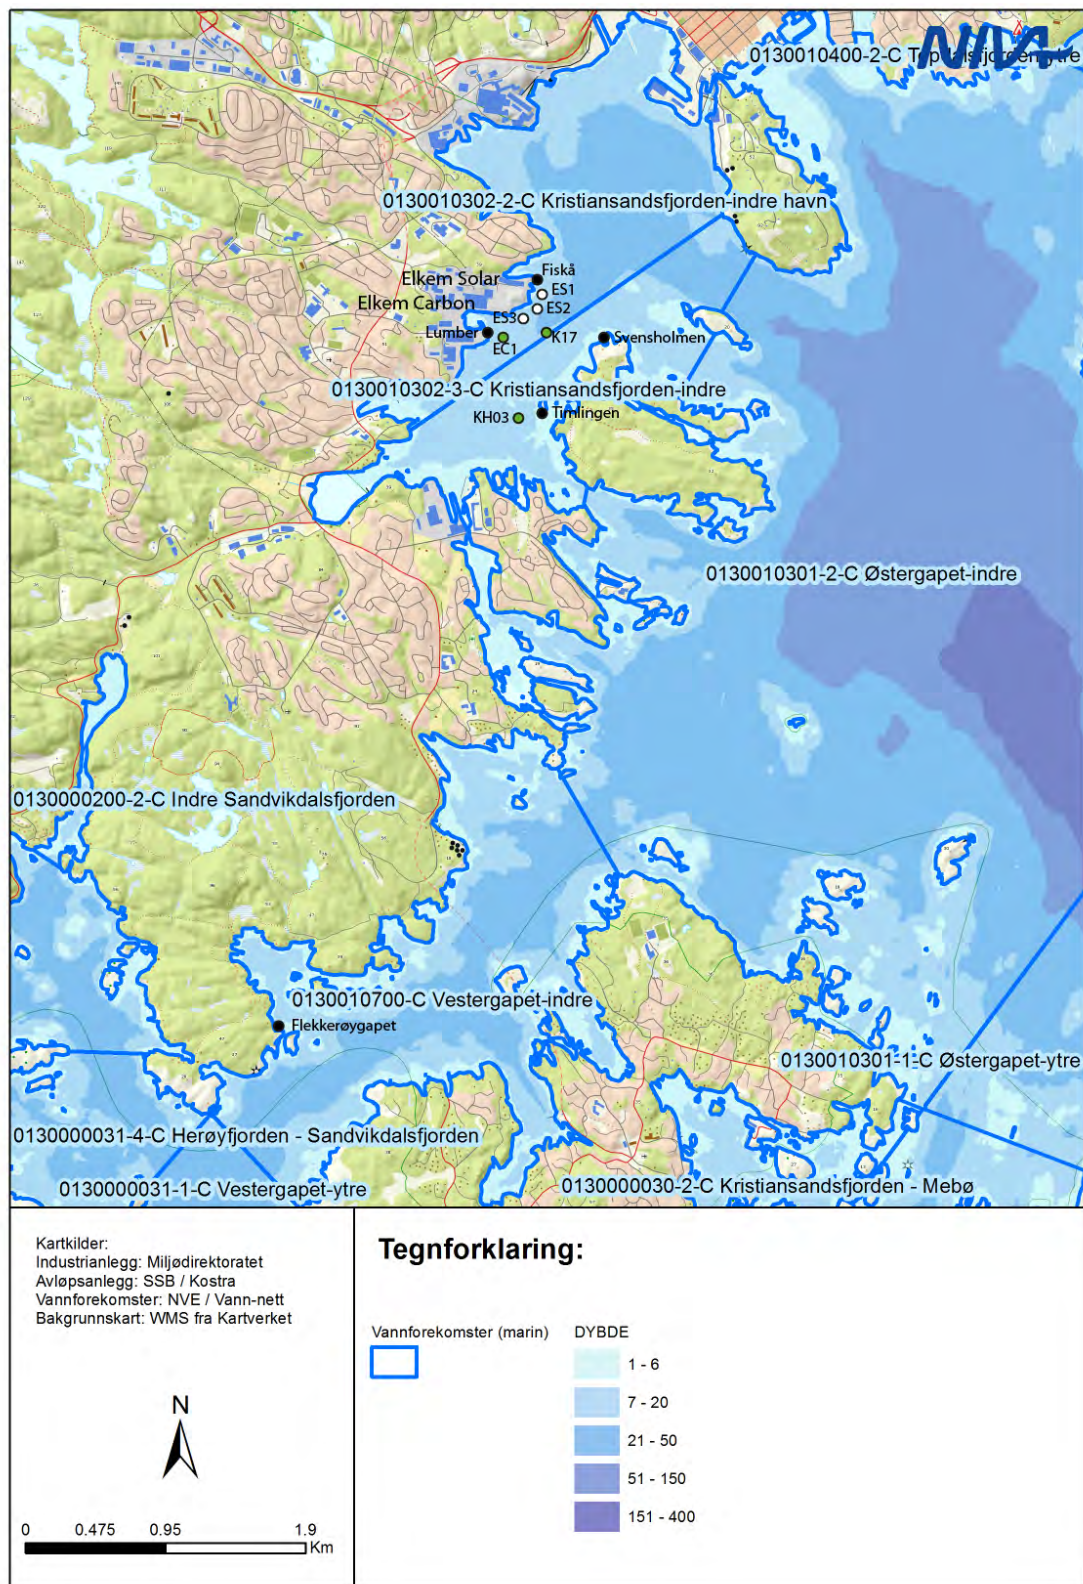 NIVA
0130010400-2-C Topdalsfjorden-ytre
0130010302-2-C Kristiansandsfjorden-indre havn
Fiskå
Elkem Solar
ES1
Elkem Carbon
ES2
ES3
Lumber
K17
Svensholmen
EC1
0130010302-3-C Kristiansandsfjorden-indre
Timlingen
KH03
0130010301-2-C Østergapet-indre
0130000200-2-C Indre Sandvikdalsfjorden
0130010700-C Vestergapet-indre
Flekkerøygapet
0130010301-1-C Østergapet-ytre
0130000031-4-C Herøyfjorden - Sandvikdalsfjorden
0130000031-1-C Vestergapet-ytre
0130000030-2-C Kristiansandsfjorden - Mebø
Kartkilder:
Industrianlegg: Miljødirektoratet
Avløpsanlegg: SSB / Kostra
Vannforekomster: NVE / Vann-nett
Bakgrunnskart: WMS fra Kartverket
N
0 0.475 0.95 1.9
Km
Tegnforklaring:
Vannforekomster (marin)
DYBDE
1 - 6
7 - 20
21 - 50
51 - 150
151 - 400